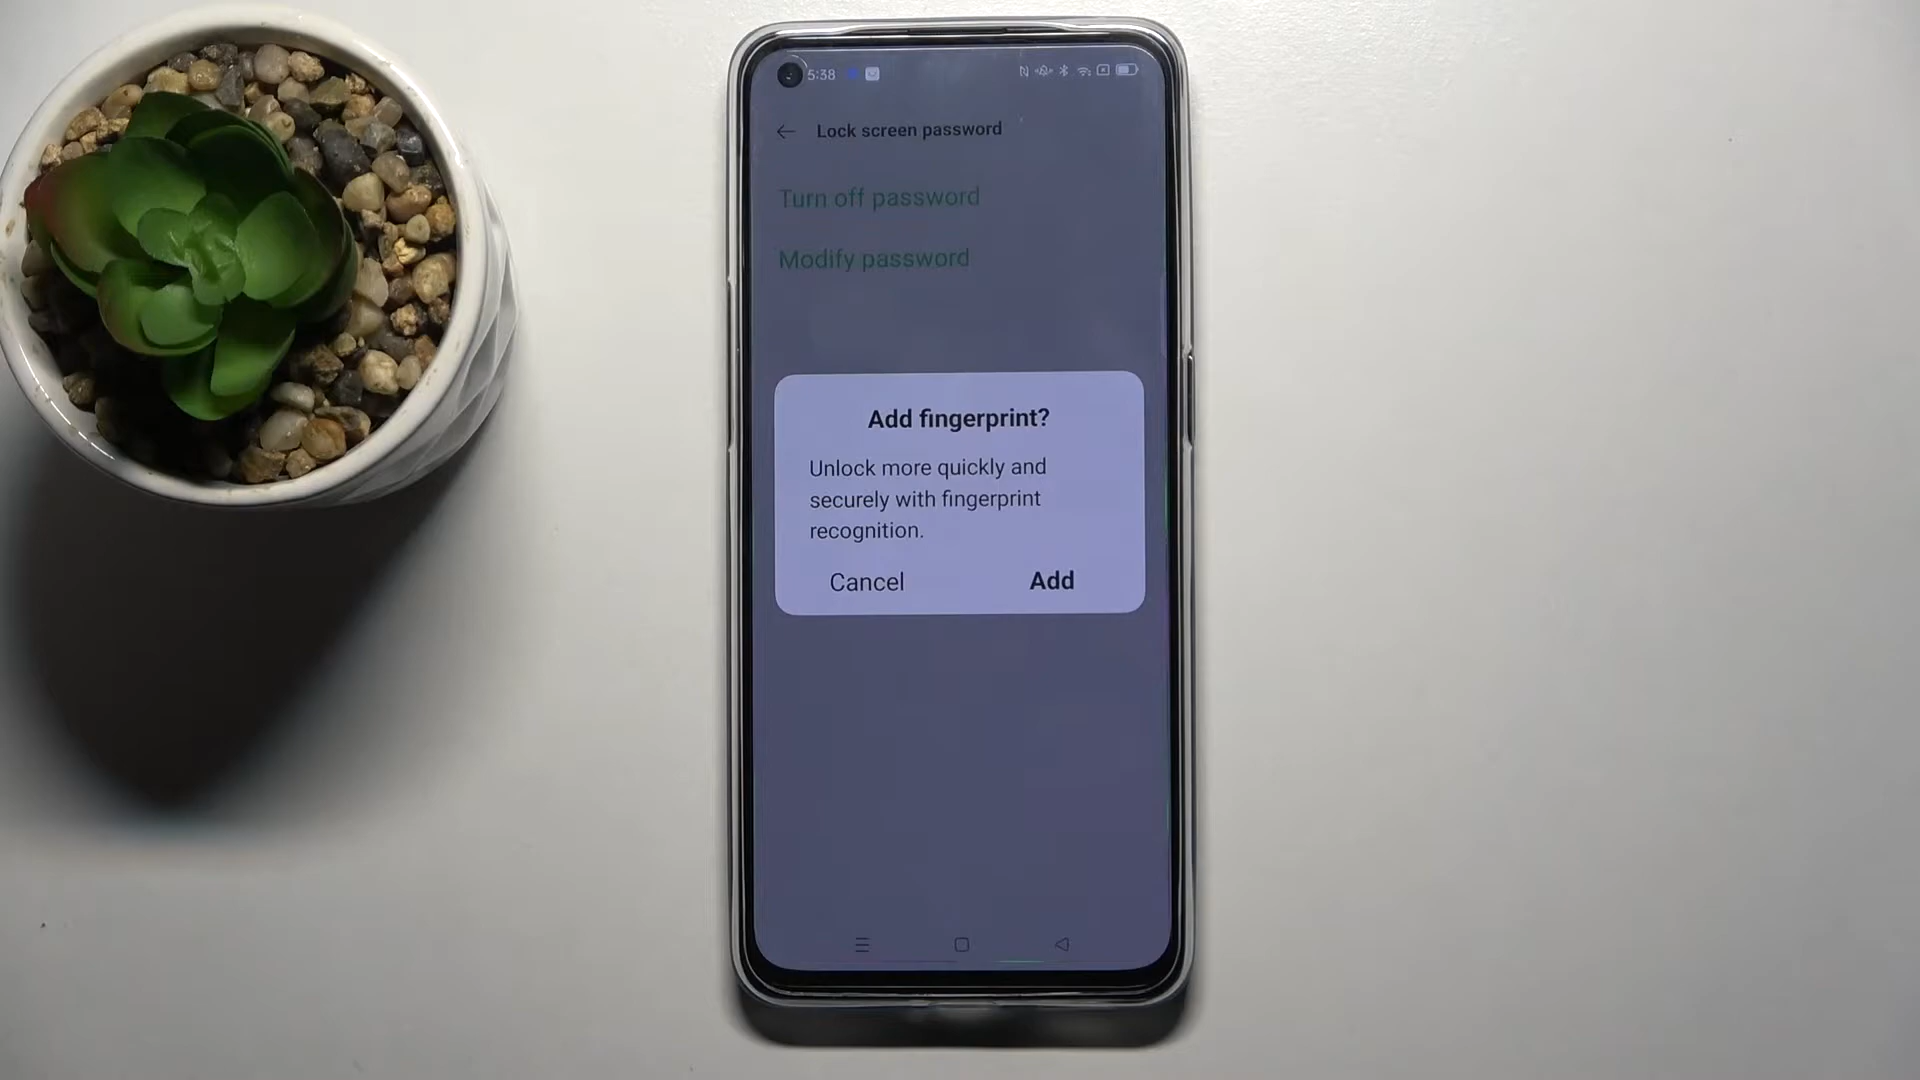 5:38
Lock screen password
Turn off password
Modify password
Add fingerprint?
Unlock more quickly and
securely with fingerprint
recognition.
Cancel
Add